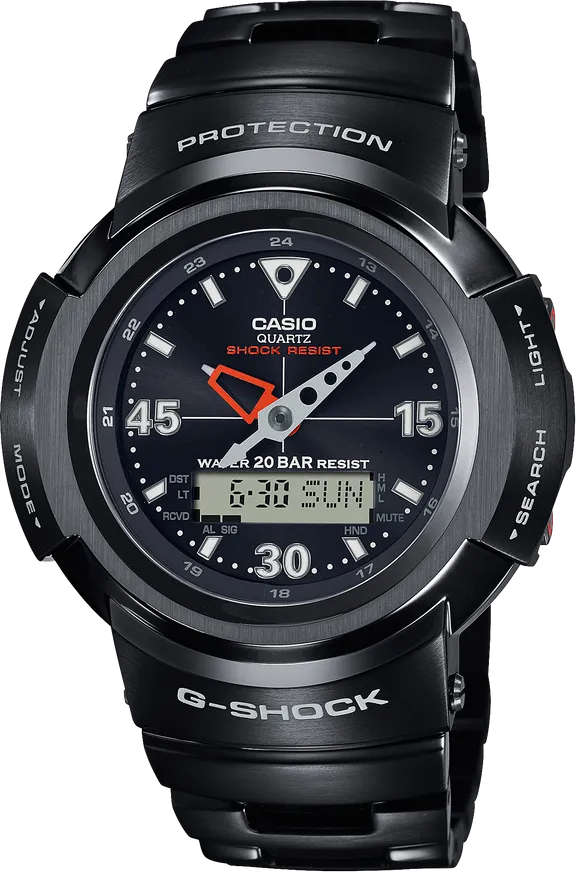 PROTECTION
24
23
13
22
14
CASIO
QUARTZ
SHOCK RESIST
ADJUST
LIGHT
21
45
15
15
MODE
SEARCH
WATER 20 BAR RESIST
DST
LT
RCVD
6-30 SUN
H
M
L
MUTE
20
16
AL SIG
HND
30
19
17
18
G-SHOCK